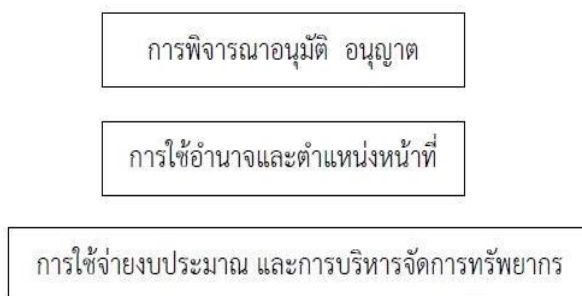 การพิจารณาอนุมัติ อนุญาต
การใช้อำนาจและตำแหน่งหน้าที่
การใช้จ่ายงบประมาณ และการบริหารจัดการทรัพยากร